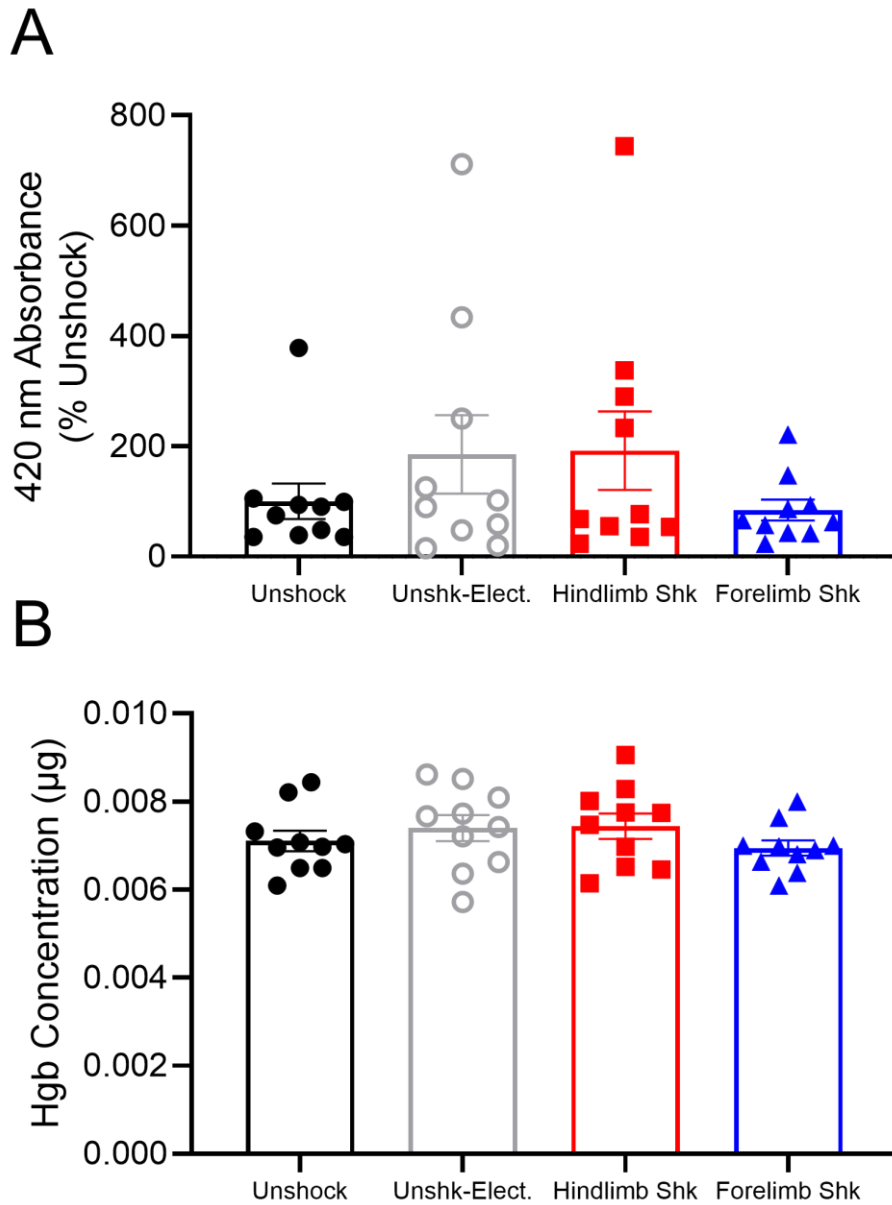 A
800
600
400
200
0
420 nm Absorbance
(% Unshock)
Unshock Unshk-Elect. Hindlimb Shk Forelimb Shk
B
0.010
0.008
0.006
0.004
0.002
0.000
Hgb Concentration (µg)
Unshock Unshk-Elect. Hindlimb Shk Forelimb Shk